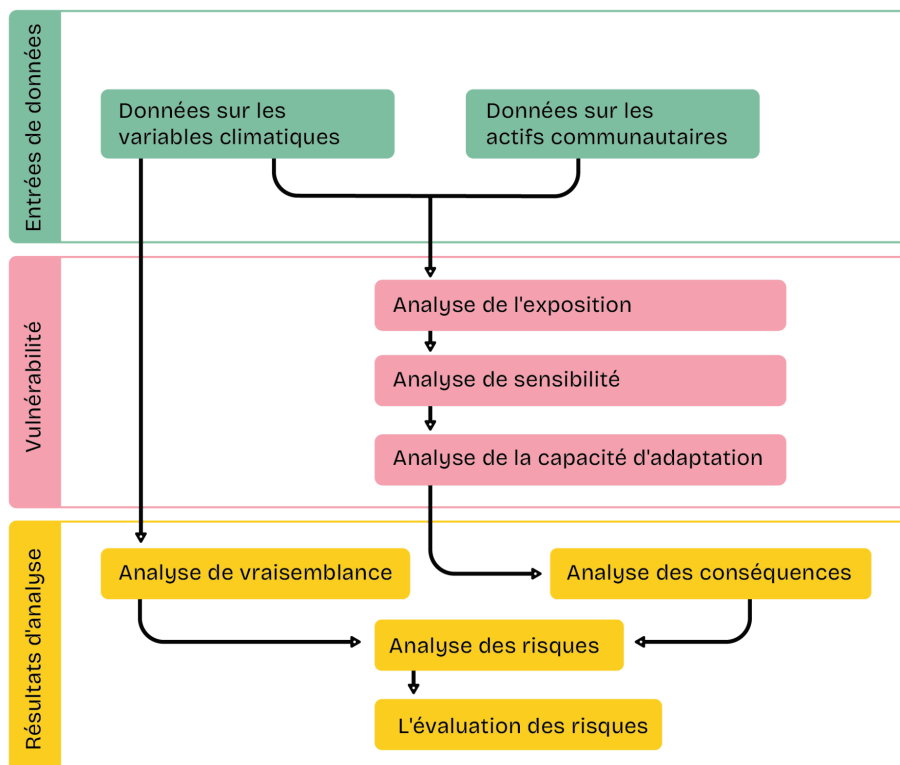 Entrées de données
Données sur les
variables climatiques
Données sur les
actifs communautaires
Vulnérabilité
Analyse de l'exposition
Analyse de sensibilité
Analyse de la capacité d'adaptation
Résultats d'analyse
Analyse de vraisemblance
Analyse des conséquences
Analyse des risques
L'évaluation des risques